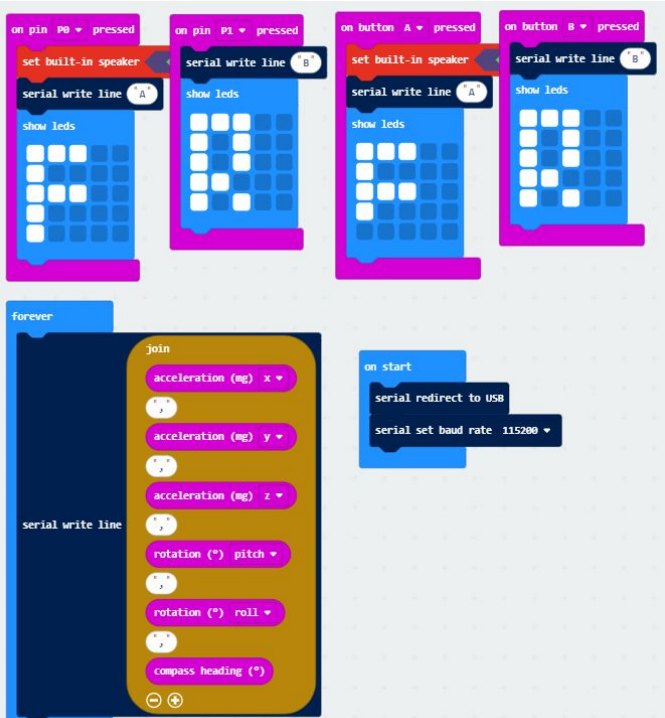 on pin P0 pressed
set built-in speaker
serial write line "A"
show leds
on pin P1 pressed
serial write line "B"
show leds
on button A pressed
set built-in speaker
serial write line "A"
show leds
on button B pressed
serial write line "B"
show leds
forever
serial write line
join
acceleration (mg) x
","
acceleration (mg) y
","
acceleration (mg) z
","
rotation (°) pitch
","
rotation (°) roll
","
compass heading (°)
on start
serial redirect to USB
serial set baud rate 115200